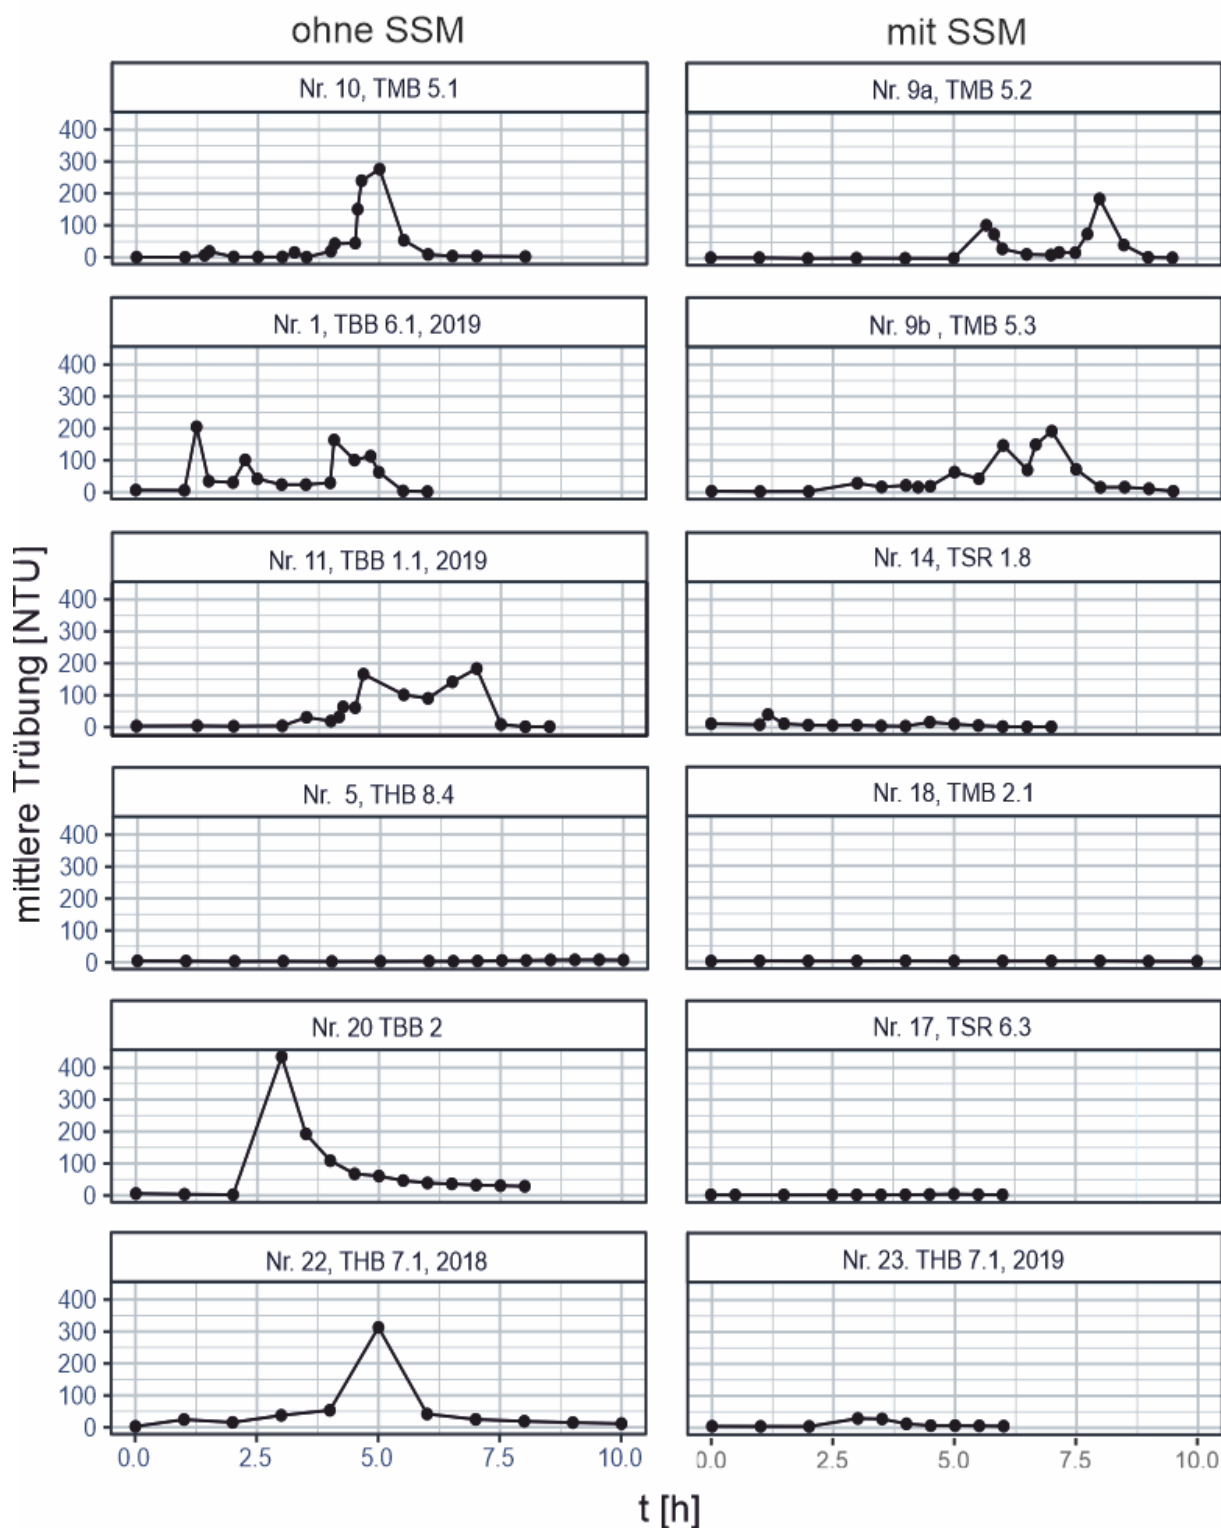 ohne SSM
mit SSM
Nr. 10, TMB 5.1
Nr. 9a, TMB 5.2
400
300
200
100
0
Nr. 1, TBB 6.1, 2019
Nr. 9b , TMB 5.3
400
300
200
100
0
Nr. 11, TBB 1.1, 2019
Nr. 14, TSR 1.8
400
300
200
100
0
mittlere Trübung [NTU]
Nr. 5, THB 8.4
Nr. 18, TMB 2.1
400
300
200
100
0
Nr. 20 TBB 2
Nr. 17, TSR 6.3
400
300
200
100
0
Nr. 22, THB 7.1, 2018
Nr. 23. THB 7.1, 2019
400
300
200
100
0
0.0 2.5 5.0 7.5 10.0
0.0 2.5 5.0 7.5 10.0
t [h]